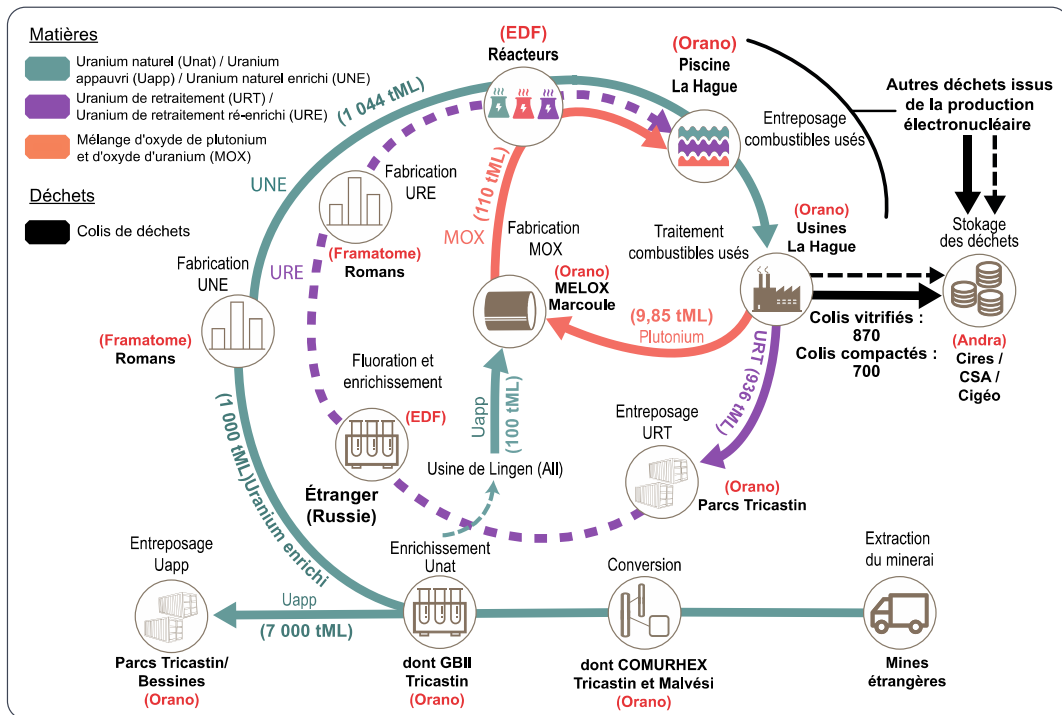 Matières
Uranium naturel (Unat) / Uranium
appauvri (Uapp) / Uranium naturel enrichi (UNE)
Uranium de retraitement (URT) /
Uranium de retraitement ré-enrichi (URE)
Mélange d'oxyde de plutonium
et d'oxyde d'uranium (MOX)
Déchets
Colis de déchets
(EDF)
Réacteurs
(Orano)
Piscine
La Hague
Entreposage
combustibles usés
Autres déchets issus
de la production
électronucléaire
(1 044 tML)
UNE
Fabrication
URE
(Framatome)
Romans
URE
(110 tML)
MOX
Fabrication
MOX
(Orano)
MELOX
Marcoule
Traitement
combustibles usés
(Orano)
Usines
La Hague
Stokage
des déchets
Colis vitrifiés :
870
Colis compactés :
700
(Andra)
Cires /
CSA /
Cigéo
Fabrication
UNE
(Framatome)
Romans
(9,85 tML)
Plutonium
URT (936 tML)
Fluoration et
enrichissement
(EDF)
Étranger
(Russie)
Uapp
(100 tML)
Usine de Lingen (All)
Entreposage
URT
(Orano)
Parcs Tricastin
(1 000 tML)Uranium enrichi
Entreposage
Uapp
Uapp
(7 000 tML)
Parcs Tricastin/
Bessines
(Orano)
Enrichissement
Unat
dont GBII
Tricastin
(Orano)
Conversion
dont COMURHEX
Tricastin et Malvési
(Orano)
Extraction
du minerai
Mines
étrangères